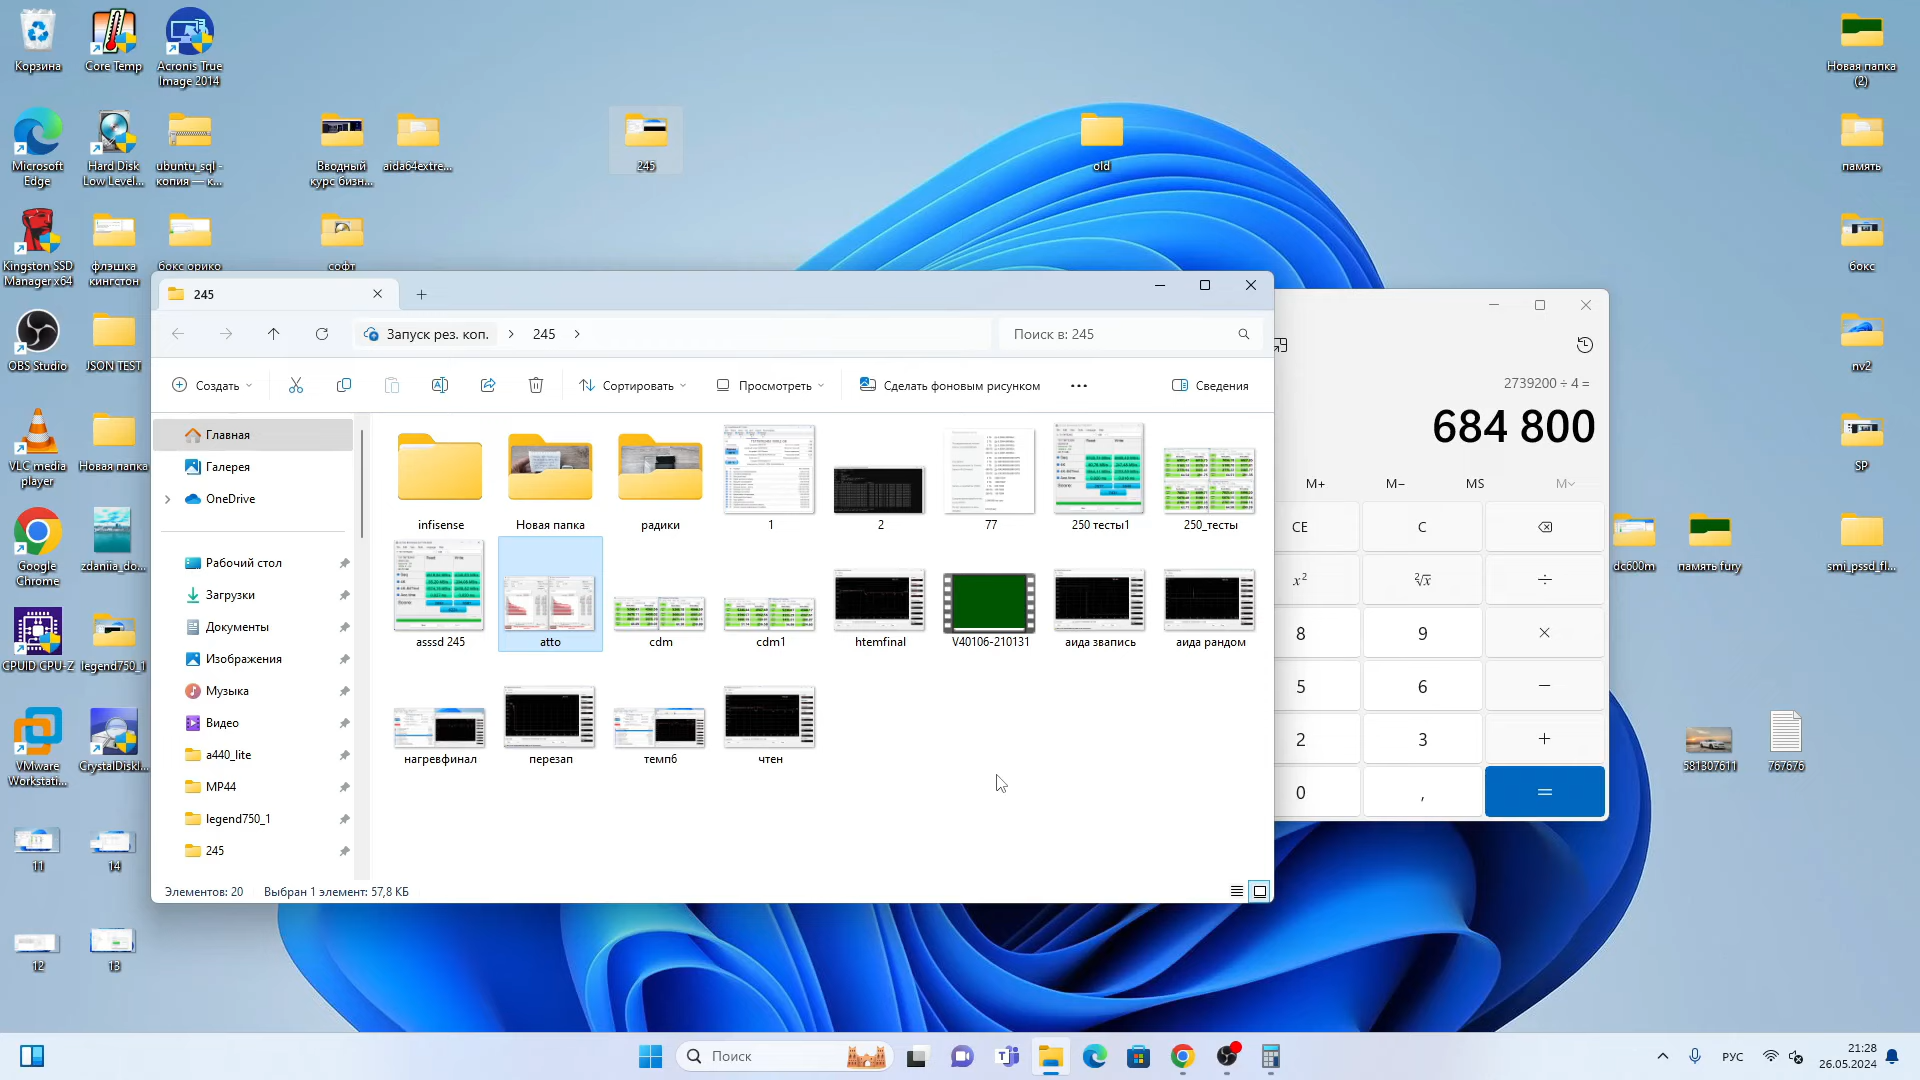 Корзина
Core Temp
Acronis True
Image 2014
Новая папка
(2)
Microsoft
Edge
Hard Disk
Low Level...
ubuntu_sql -
копия — к...
Вводный
курс бизн...
aida64extre...
245
old
память
Kingston SSD
Manager x64
флэшка
кингстон
бокс орико
софт
бокс
OBS Studio
JSON TEST
nv2
VLC media
player
Новая папка
SP
Google
Chrome
zdaniia_do...
dc600m
память fury
smi_pssd_fl...
CPUID CPU-Z
legend750_1
VMware
Workstati...
CrystalDiskI...
581307611
767676
11
14
12
13
245
Запуск рез. коп.
245
Поиск в: 245
Создать
Сортировать
Просмотреть
Сделать фоновым рисунком
Сведения
Главная
Галерея
OneDrive
Рабочий стол
Загрузки
Документы
Изображения
Музыка
Видео
a440_lite
MP44
legend750_1
245
infisense
Новая папка
радики
1
2
77
250 тесты1
250_тесты
asssd 245
atto
cdm
cdm1
htemfinal
V40106-210131
аида звапись
аида рандом
нагревфинал
перезап
темпб
чтен
Элементов: 20
Выбран 1 элемент: 57,8 КБ
2739200 ÷ 4 =
684 800
M+
M−
MS
M
CE
C
x²
²√x
÷
8
9
×
5
6
−
2
3
+
0
,
=
Поиск
РУС
21:28
26.05.2024